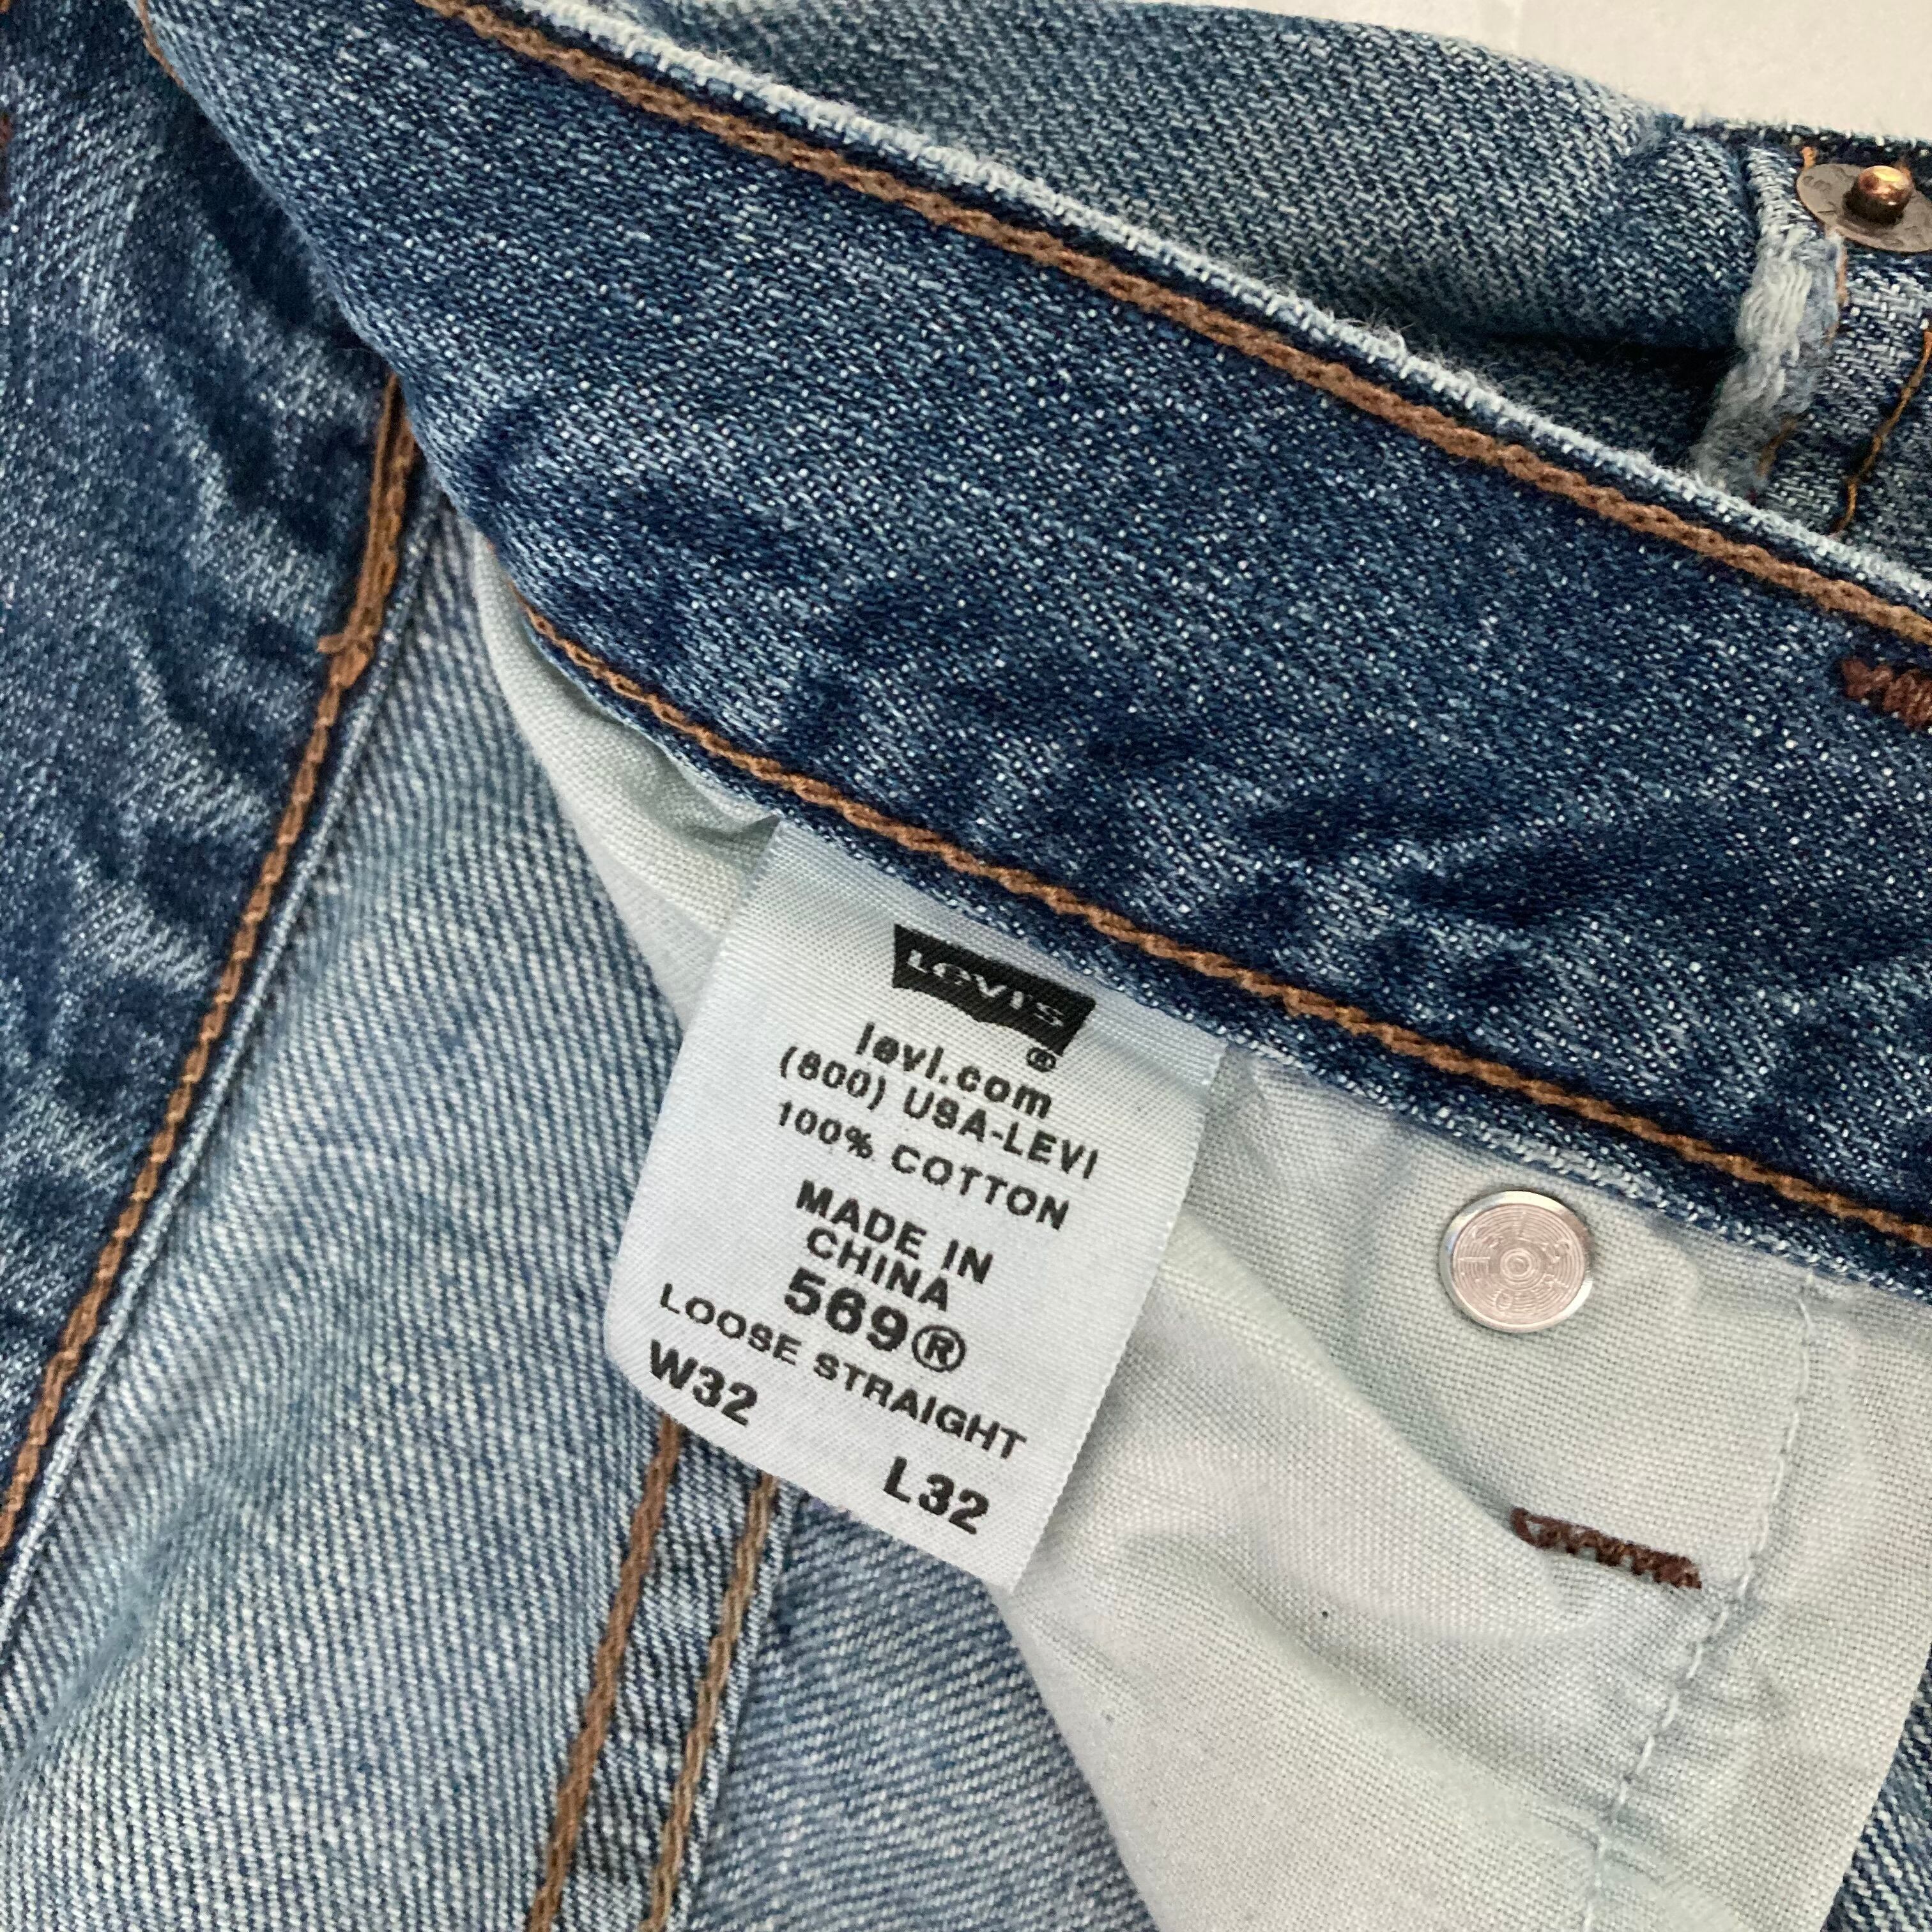 LEVI'S
®
levi.com
(800) USA-LEVI
100% COTTON
MADE IN
CHINA
569®
LOOSE STRAIGHT
W32 L32